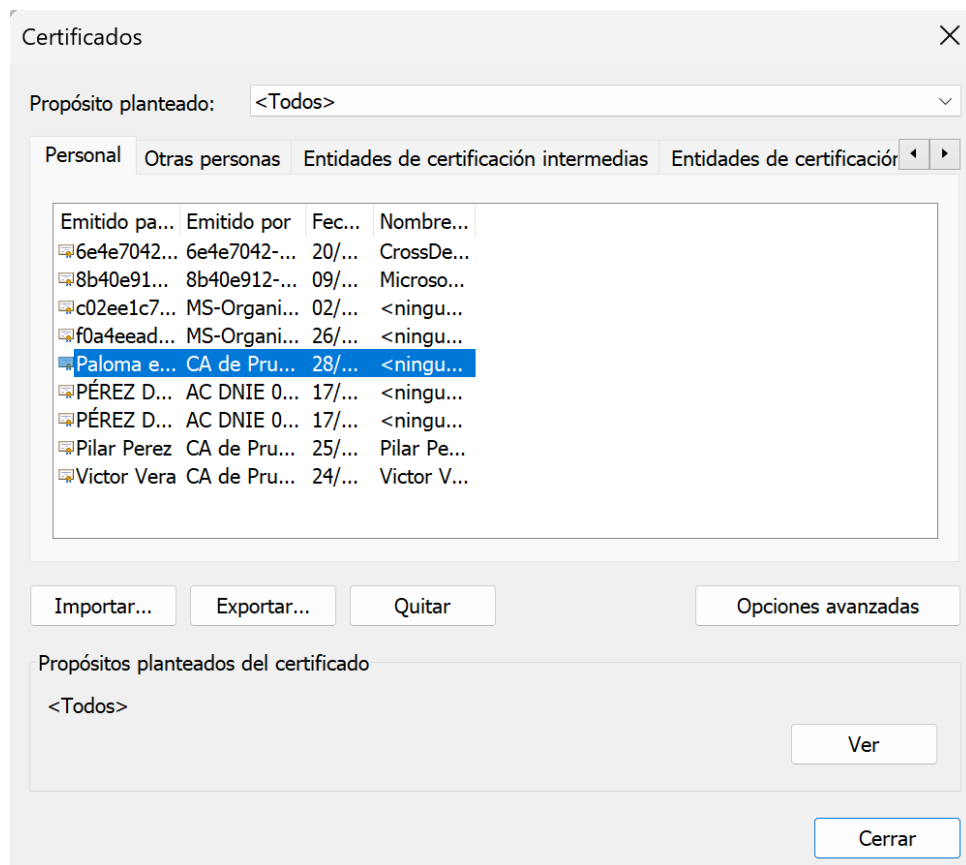 Certificados
Propósito planteado: <Todos>
Personal Otras personas Entidades de certificación intermedias Entidades de certificación
Emitido pa... Emitido por Fec... Nombre...
6e4e7042... 6e4e7042-... 20/... CrossDe...
8b40e91... 8b40e912-... 09/... Microso...
c02ee1c7... MS-Organi... 02/... <ningu...
f0a4eead... MS-Organi... 26/... <ningu...
Paloma e... CA de Pru... 28/... <ningu...
PÉREZ D... AC DNIE 0... 17/... <ningu...
PÉREZ D... AC DNIE 0... 17/... <ningu...
Pilar Perez CA de Pru... 25/... Pilar Pe...
Victor Vera CA de Pru... 24/... Victor V...
Importar... Exportar... Quitar Opciones avanzadas
Propósitos planteados del certificado
<Todos>
Ver
Cerrar